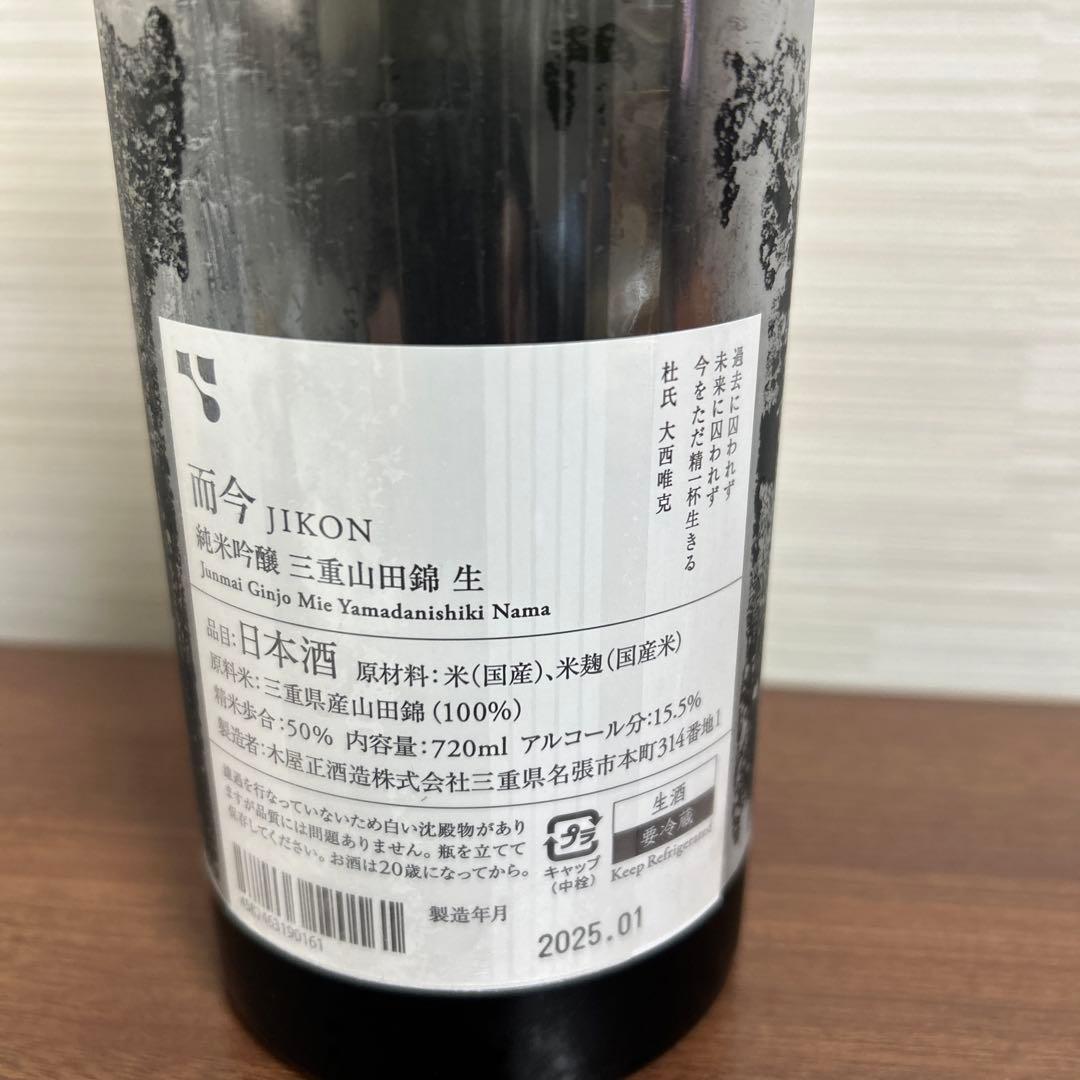 過去に囚われず
未来に囚われず
今をただ精一杯生きる
杜氏 大西唯克
而今 JIKON
純米吟醸 三重山田錦 生
Junmai Ginjo Mie Yamadanishiki Nama
品目:日本酒 原材料:米(国産)、米麹(国産米)
原料米:三重県産山田錦(100%)
精米歩合:50% 内容量:720ml アルコール分:15.5%
製造者:木屋正酒造株式会社三重県名張市本町314番地1
濾過を行なっていないため白い沈殿物があり
ますが品質には問題ありません。瓶を立てて
保存してください。お酒は20歳になってから。
プラ
キャップ
(中栓)
生酒
要冷蔵
Keep Refrigerated
製造年月
2025.01